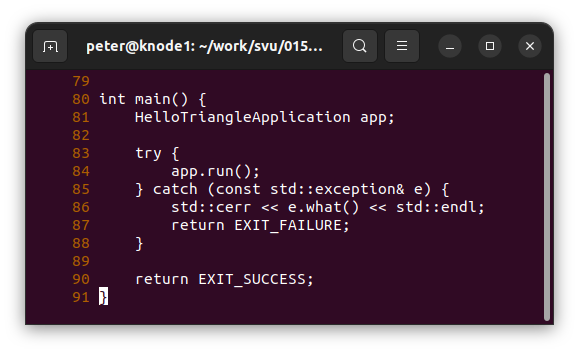 peter@knode1: ~/work/svu/015…
79
80 int main() {
81     HelloTriangleApplication app;
82
83     try {
84         app.run();
85     } catch (const std::exception& e) {
86         std::cerr << e.what() << std::endl;
87         return EXIT_FAILURE;
88     }
89
90     return EXIT_SUCCESS;
91 }